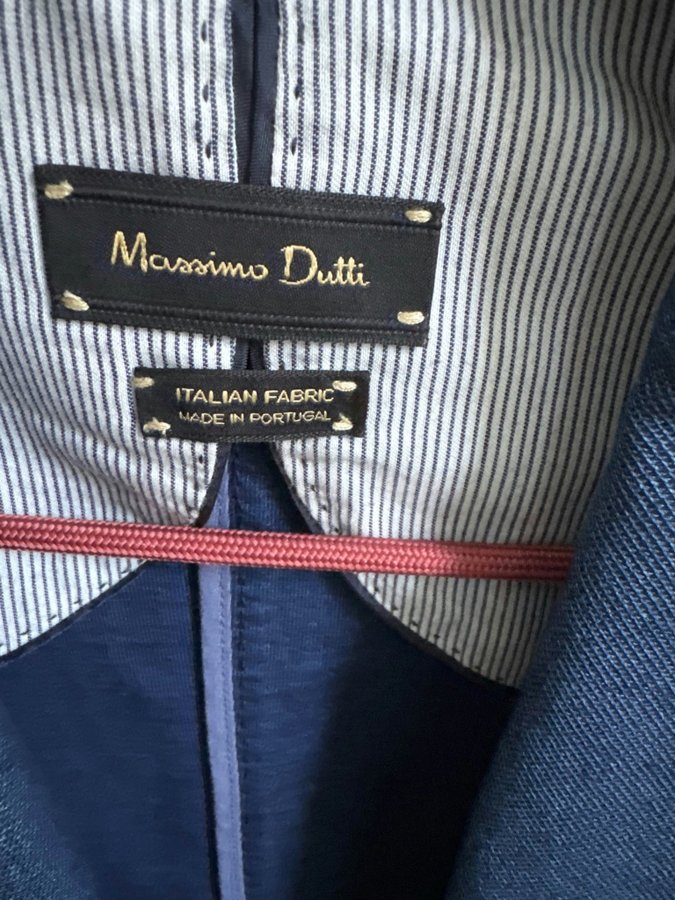 Massimo Dutti
ITALIAN FABRIC
MADE IN PORTUGAL